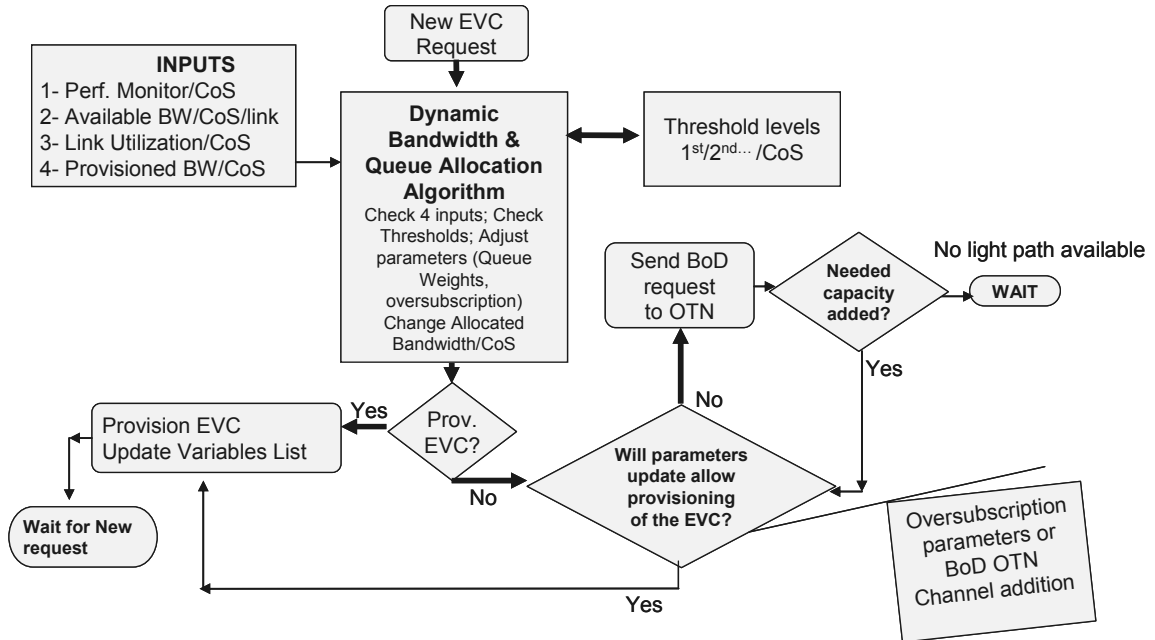 New EVC
Request
INPUTS
1- Perf. Monitor/CoS
2- Available BW/CoS/link
3- Link Utilization/CoS
4- Provisioned BW/CoS
Dynamic
Bandwidth &
Queue Allocation
Algorithm
Check 4 inputs; Check
Thresholds; Adjust
parameters (Queue
Weights,
oversubscription)
Change Allocated
Bandwidth/CoS
Threshold levels
1st/2nd… /CoS
Send BoD
request
to OTN
Needed
capacity
added?
No light path available
WAIT
Yes
No
Yes
Prov.
EVC?
No
Provision EVC
Update Variables List
Wait for New
request
Will parameters
update allow
provisioning
of the EVC?
Yes
Oversubscription
parameters or
BoD OTN
Channel addition